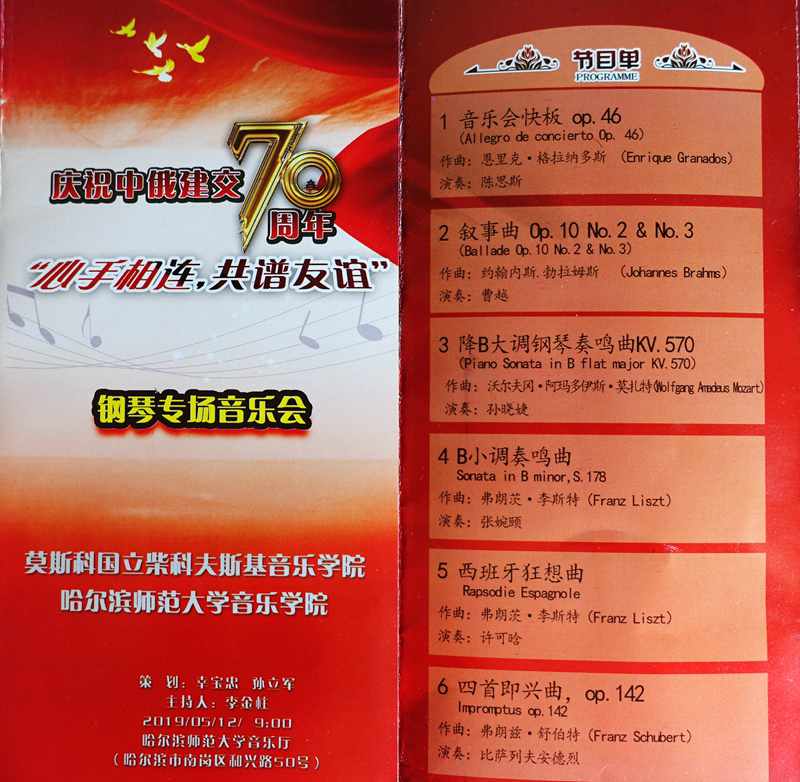 庆祝中俄建交70周年
“心手相连,共谱友谊”
钢琴专场音乐会
莫斯科国立柴科夫斯基音乐学院
哈尔滨师范大学音乐学院
策 划: 辛宝忠 孙立军
主持人: 李金柱
2019/05/12/ 9:00
哈尔滨师范大学音乐厅
(哈尔滨市南岗区和兴路50号)
节目单
PROGRAMME
1 音乐会快板 op.46
(Allegro de concierto Op. 46)
作曲: 恩里克·格拉纳多斯 (Enrique Granados)
演奏: 陈思斯
2 叙事曲 Op.10 No.2 & No.3
(Ballade Op.10 No.2 & No.3)
作曲: 约翰内斯.勃拉姆斯 (Johannes Brahms)
演奏: 曹越
3 降B大调钢琴奏鸣曲KV.570
(Piano Sonata in B flat major KV.570)
作曲: 沃尔夫冈·阿玛多伊斯·莫扎特(Wolfgang Amadeus Mozart)
演奏: 孙晓婕
4 B小调奏鸣曲
Sonata in B minor,S.178
作曲: 弗朗茨·李斯特 (Franz Liszt)
演奏: 张婉颐
5 西班牙狂想曲
Rapsodie Espagnole
作曲: 弗朗茨·李斯特 (Franz Liszt)
演奏: 许可晗
6 四首即兴曲, op.142
Impromptus op.142
作曲: 弗朗兹·舒伯特 (Franz Schubert)
演奏: 比萨列夫安德烈